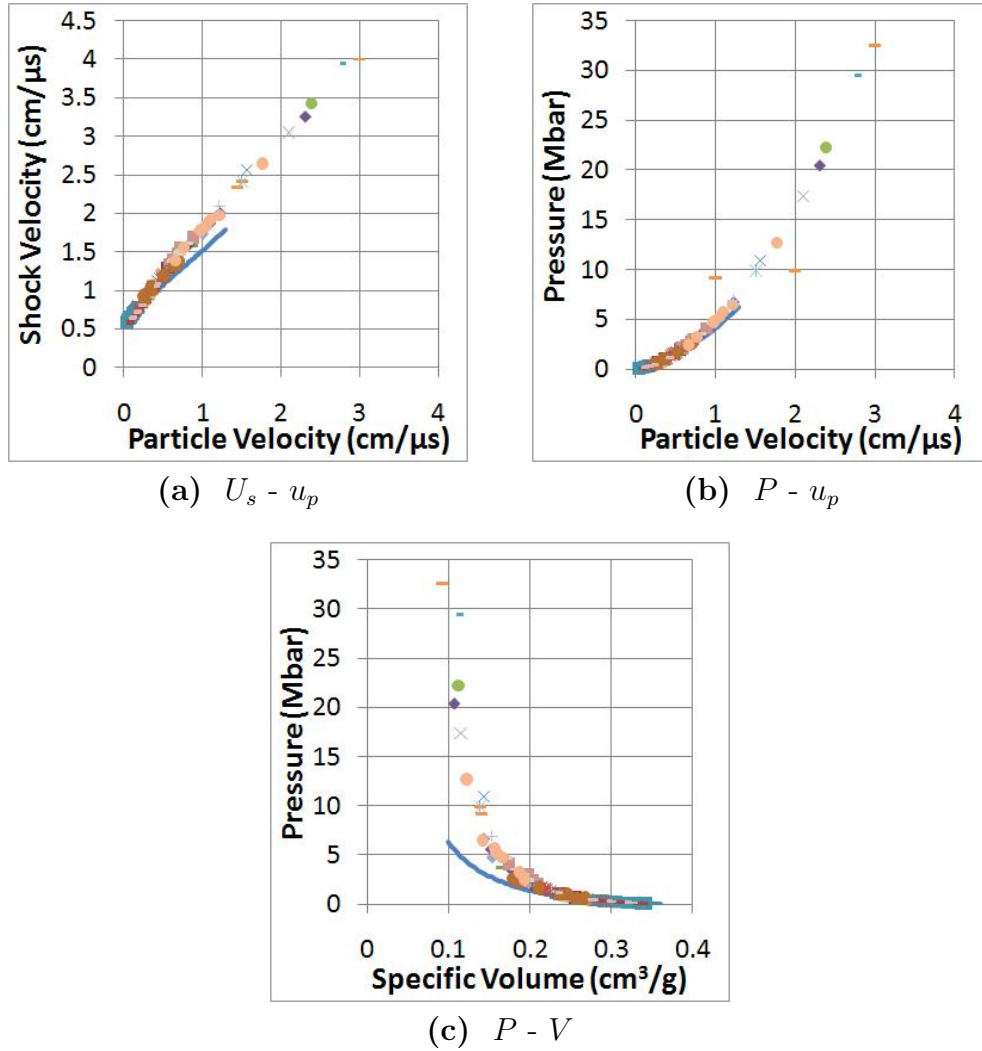 4.5
4
3.5
3
2.5
2
1.5
1
0.5
0
Shock Velocity (cm/µs)
0 1 2 3 4
Particle Velocity (cm/µs)
(a) U_s - u_p
35
30
25
20
15
10
5
0
Pressure (Mbar)
0 1 2 3 4
Particle Velocity (cm/µs)
(b) P - u_p
35
30
25
20
15
10
5
0
Pressure (Mbar)
0 0.1 0.2 0.3 0.4
Specific Volume (cm³/g)
(c) P - V